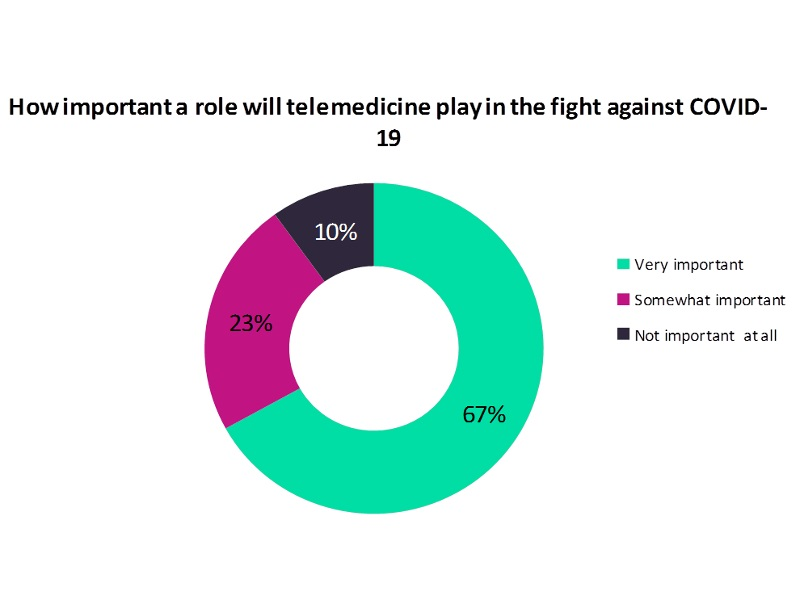 How important a role will telemedicine play in the fight against COVID-
19
10%
Very important
Somewhat important
23%
Not important at all
67%